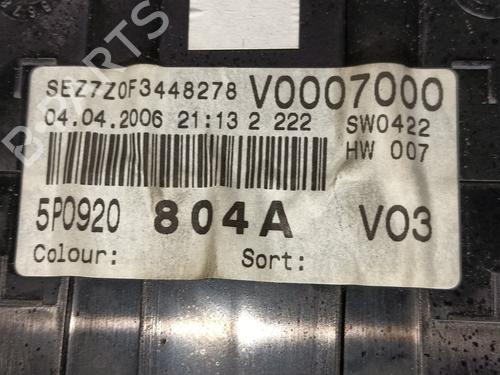 SEZ7Z0F3448278 V0007000
04.04.2006 21:13 2 222 SW0422
HW 007
5P0920 804A V03
Colour: Sort: